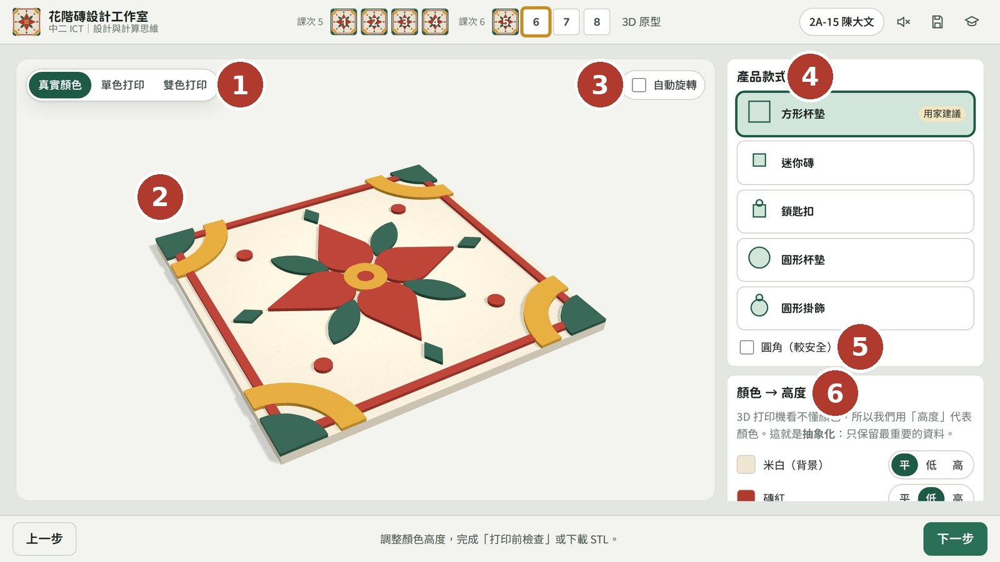 花階磚設計工作室
中二 ICT｜設計與計算思維
課次 5 1 2 3 4 課次 6 5 6 7 8 3D 原型
2A-15 陳大文
真實顏色 單色打印 雙色打印 1
3 自動旋轉
2
產品款式 4
方形杯墊 用家建議
迷你磚
鎖匙扣
圓形杯墊
圓形掛飾
圓角（較安全） 5
顏色 → 高度 6
3D 打印機看不懂顏色，所以我們用「高度」代表
顏色。這就是抽象化：只保留最重要的資料。
米白（背景） 平 低 高
磚紅 平 低 高
上一步
調整顏色高度，完成「打印前檢查」或下載 STL。
下一步